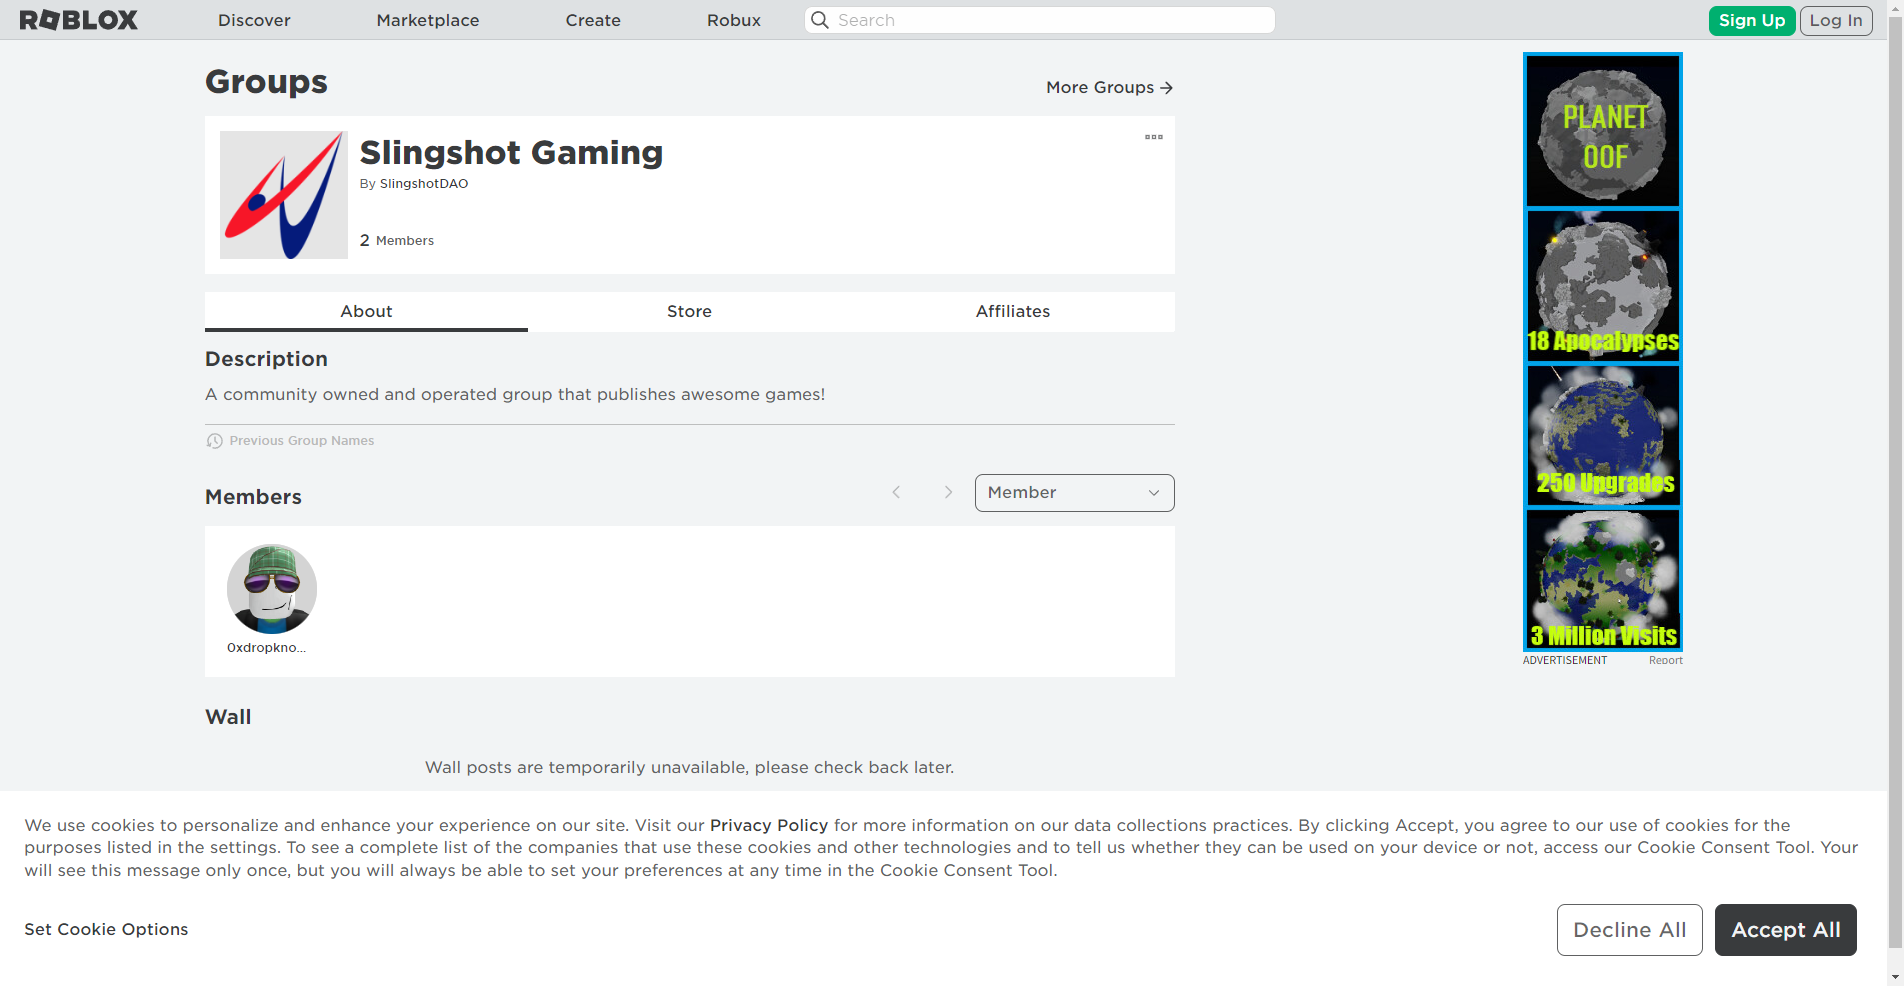 ROBLOX
Discover
Marketplace
Create
Robux
Search
Sign Up
Log In
Groups
More Groups
Slingshot Gaming
By SlingshotDAO
2 Members
About
Store
Affiliates
Description
A community owned and operated group that publishes awesome games!
Previous Group Names
Members
Member
0xdropkno...
Wall
Wall posts are temporarily unavailable, please check back later.
PLANET
OOF
18 Apocalypses
250 Upgrades
3 Million Visits
ADVERTISEMENT
Report
We use cookies to personalize and enhance your experience on our site. Visit our Privacy Policy for more information on our data collections practices. By clicking Accept, you agree to our use of cookies for the
purposes listed in the settings. To see a complete list of the companies that use these cookies and other technologies and to tell us whether they can be used on your device or not, access our Cookie Consent Tool. Your
will see this message only once, but you will always be able to set your preferences at any time in the Cookie Consent Tool.
Set Cookie Options
Decline All
Accept All